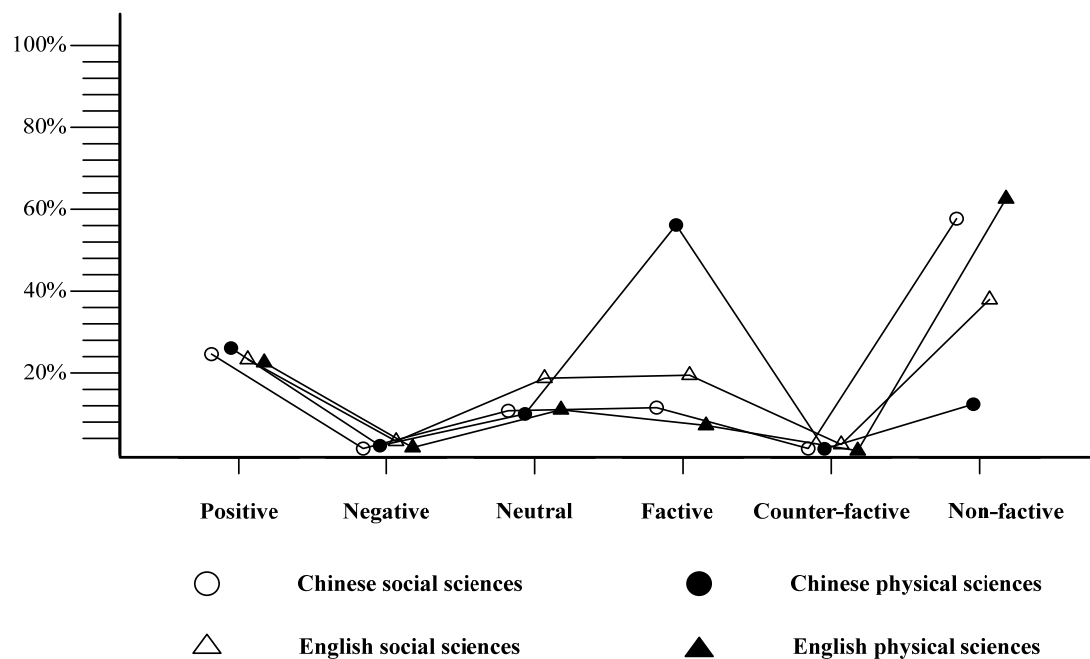 100%
80%
60%
40%
20%
Positive Negative Neutral Factive Counter-factive Non-factive
Chinese social sciences Chinese physical sciences
English social sciences English physical sciences